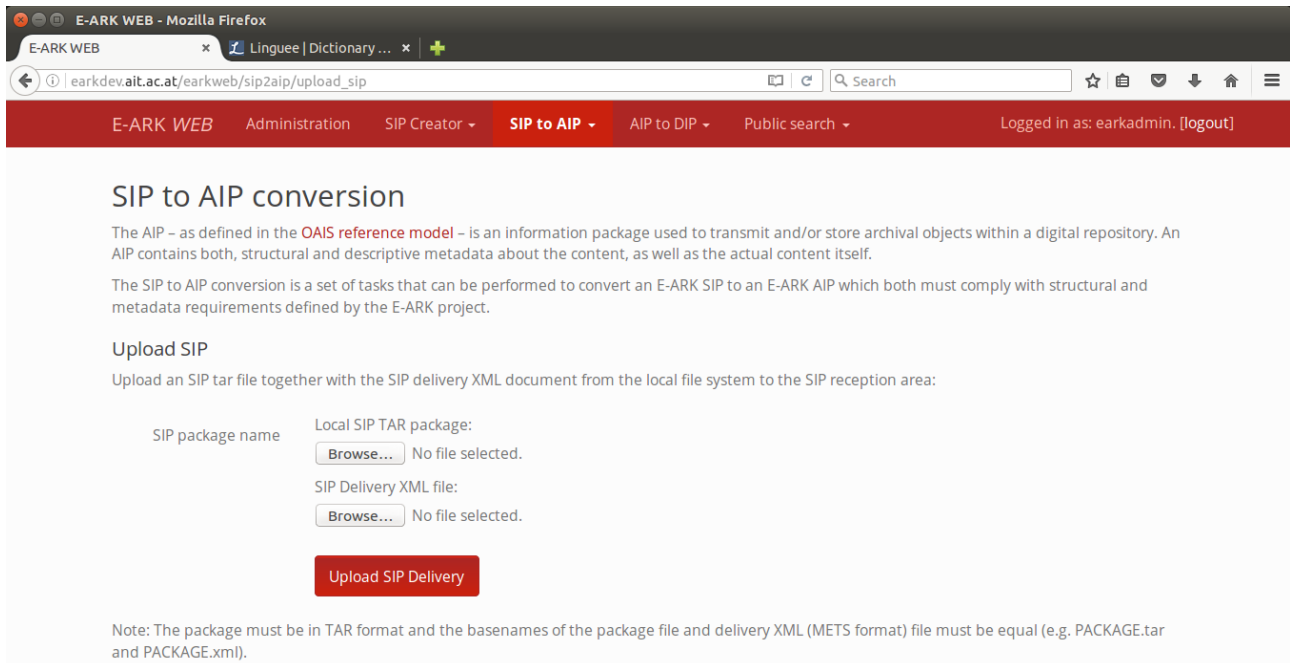 E-ARK WEB - Mozilla Firefox
E-ARK WEB × Linguee | Dictionary ... ×
earkdev.ait.ac.at/earkweb/sip2aip/upload_sip Search
E-ARK WEB Administration SIP Creator SIP to AIP AIP to DIP Public search Logged in as: earkadmin. [logout]
SIP to AIP conversion
The AIP – as defined in the OAIS reference model – is an information package used to transmit and/or store archival objects within a digital repository. An
AIP contains both, structural and descriptive metadata about the content, as well as the actual content itself.
The SIP to AIP conversion is a set of tasks that can be performed to convert an E-ARK SIP to an E-ARK AIP which both must comply with structural and
metadata requirements defined by the E-ARK project.
Upload SIP
Upload an SIP tar file together with the SIP delivery XML document from the local file system to the SIP reception area:
SIP package name
Local SIP TAR package:
Browse... No file selected.
SIP Delivery XML file:
Browse... No file selected.
Upload SIP Delivery
Note: The package must be in TAR format and the basenames of the package file and delivery XML (METS format) file must be equal (e.g. PACKAGE.tar
and PACKAGE.xml).